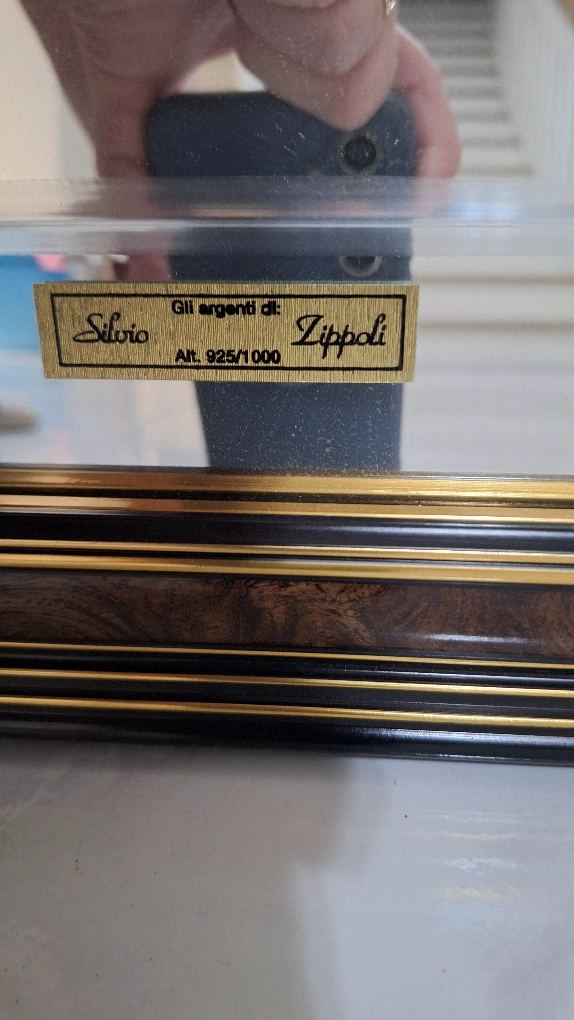 Gli argenti di:
Silvio Zippoli
Alt. 925/1000